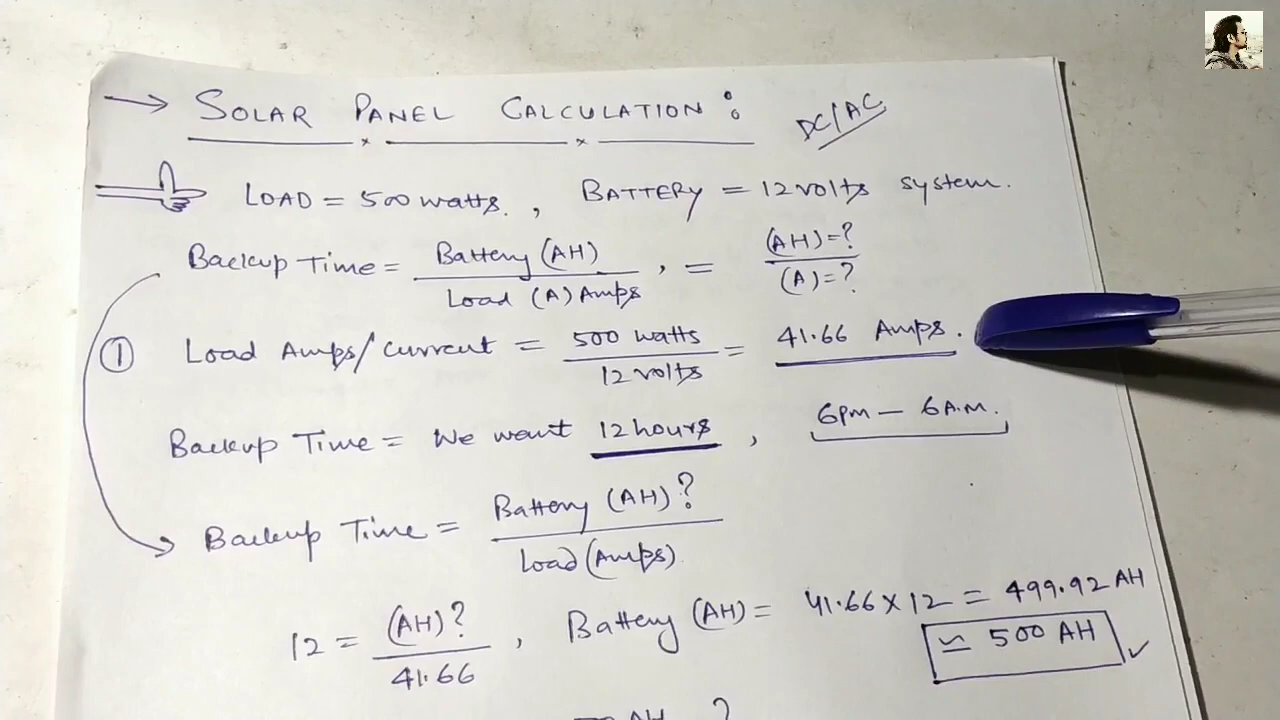 → SOLAR PANEL CALCULATION :
DC/AC
LOAD = 500 watts. , BATTERY = 12 volts system.
Backup Time = Battery (AH) / Load (A) Amps , = (AH) = ? / (A) = ?
① Load Amps/current = 500 watts / 12 volts = 41.66 Amps.
Backup Time = We want 12 hours , 6 Pm — 6 A.M.
Backup Time = Battery (AH) ? / Load (Amps)
12 = (AH) ? / 41.66 , Battery (AH) = 41.66 × 12 = 499.92 AH
≃ 500 AH ✓
AH ?